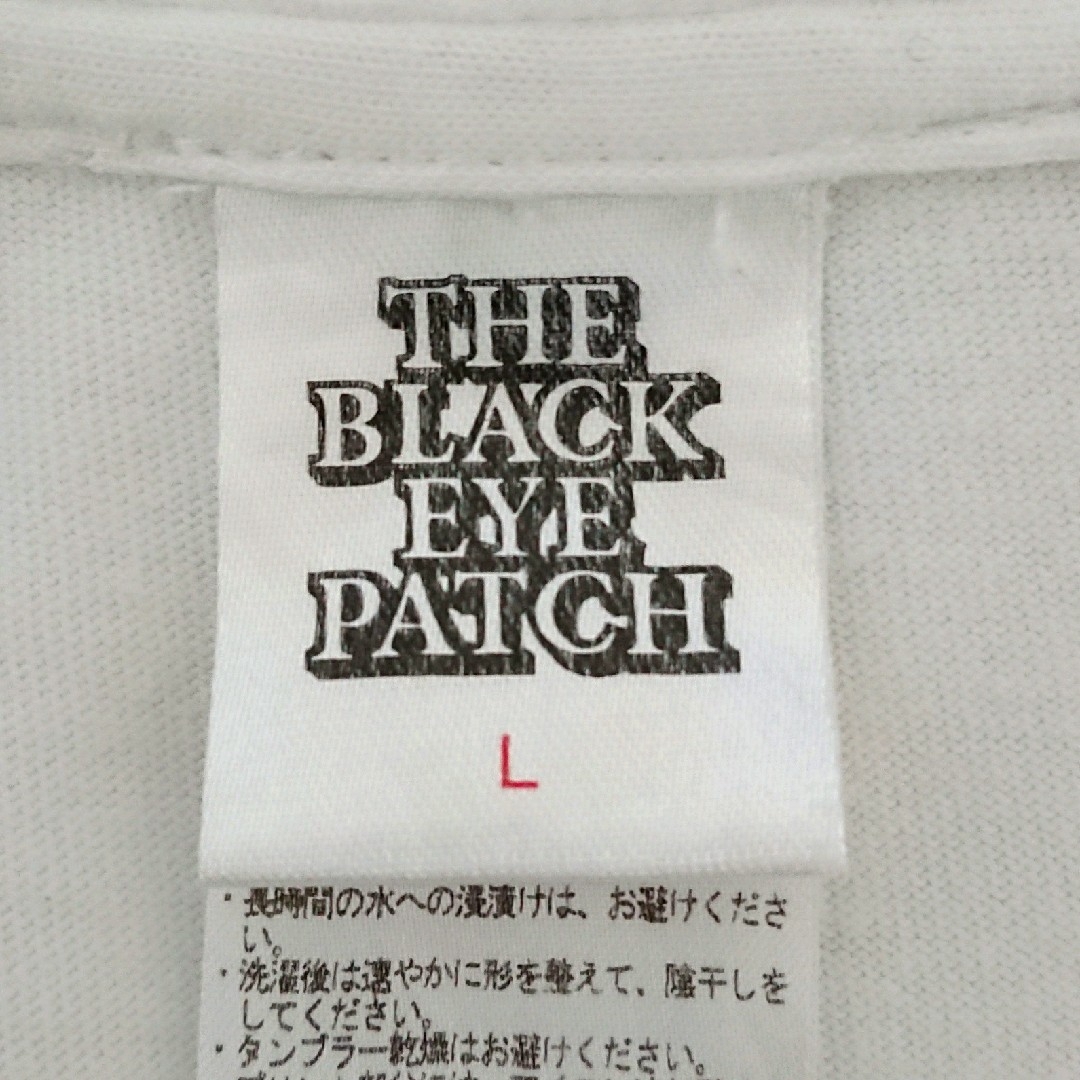 THE
BLACK
EYE
PATCH
L
・長時間の水への浸漬けは、お避けくださ
い。
・洗濯後は速やかに形を整えて、陰干しを
してください。
・タンブラー乾燥はお避けください。